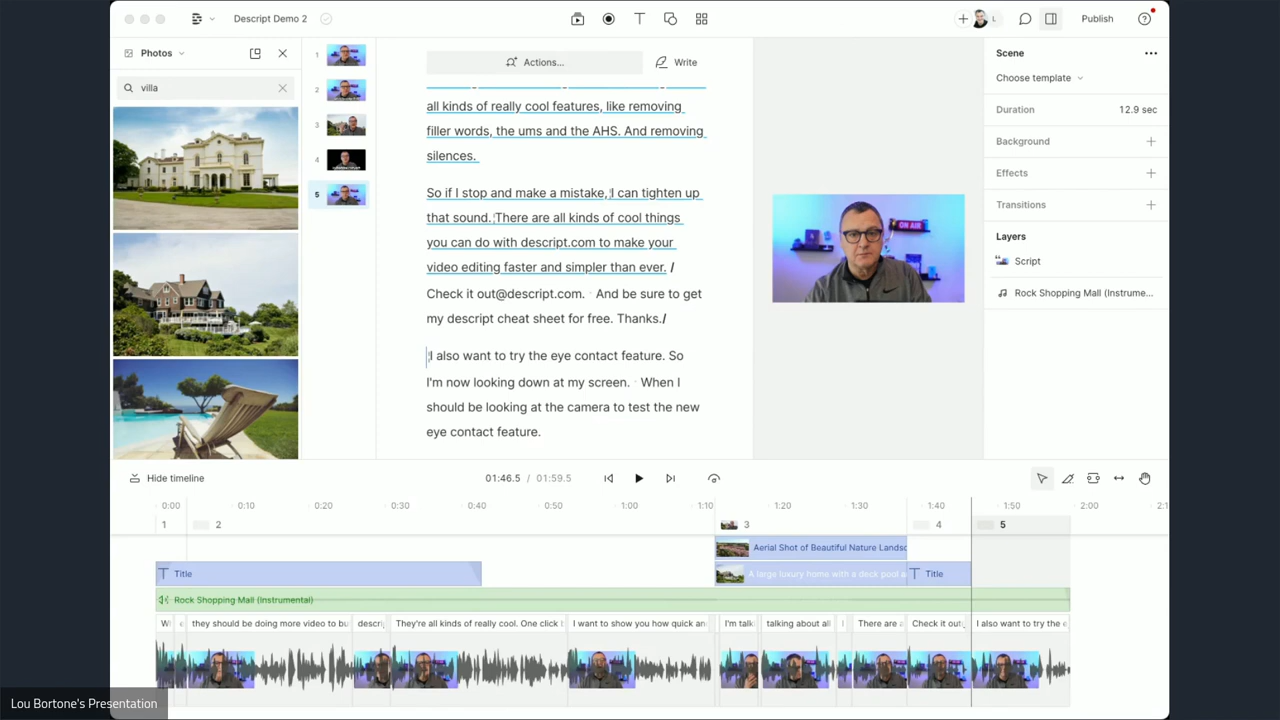 Descript Demo 2
L
Publish
Photos
villa
1
2
3
4
5
Actions...
Write
all kinds of really cool features, like removing
filler words, the ums and the AHS. And removing
silences.
So if I stop and make a mistake, I can tighten up
that sound. There are all kinds of cool things
you can do with descript.com to make your
video editing faster and simpler than ever. /
Check it out@descript.com. And be sure to get
my descript cheat sheet for free. Thanks./
I also want to try the eye contact feature. So
I'm now looking down at my screen. When I
should be looking at the camera to test the new
eye contact feature.
ON AIR
Scene
Choose template
Duration 12.9 sec
Background
Effects
Transitions
Layers
Script
Rock Shopping Mall (Instrume...
Hide timeline
01:46.5 / 01:59.5
0:00 0:10 0:20 0:30 0:40 0:50 1:00 1:10 1:20 1:30 1:40 1:50 2:00 2:1
1 2 3 4 5
Aerial Shot of Beautiful Nature Landsc
Title
A large luxury home with a deck pool a
Title
Rock Shopping Mall (Instrumental)
W e they should be doing more video to bu descri They're all kinds of really cool. One click I want to show you how quick an I'm talk talking about all I There are a Check it out I also want to try the e
Lou Bortone's Presentation